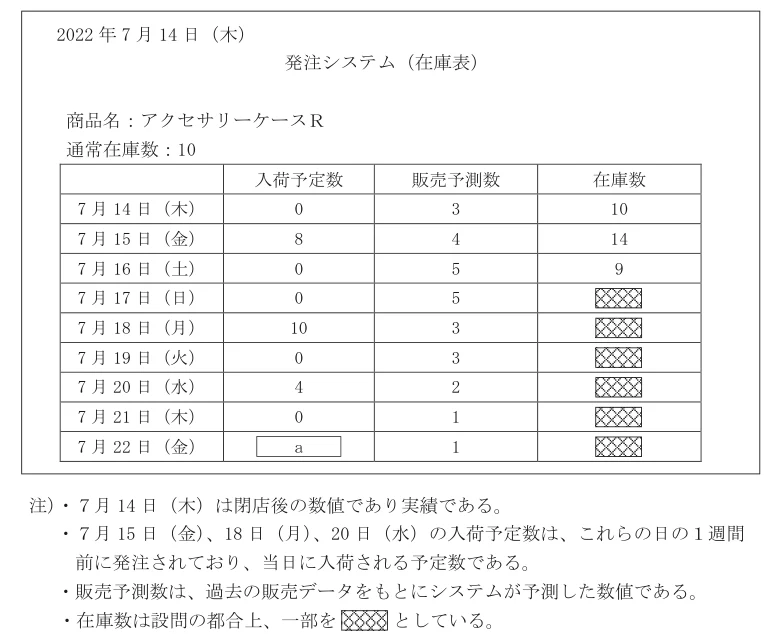 2022年7月14日（木）
発注システム（在庫表）
商品名：アクセサリーケースR
通常在庫数：10
入荷予定数 販売予測数 在庫数
7月14日（木） 0 3 10
7月15日（金） 8 4 14
7月16日（土） 0 5 9
7月17日（日） 0 5
7月18日（月） 10 3
7月19日（火） 0 3
7月20日（水） 4 2
7月21日（木） 0 1
7月22日（金） a 1
注）・7月14日（木）は閉店後の数値であり実績である。
・7月15日（金）、18日（月）、20日（水）の入荷予定数は、これらの日の1週間
前に発注されており、当日に入荷される予定数である。
・販売予測数は、過去の販売データをもとにシステムが予測した数値である。
・在庫数は設問の都合上、一部を としている。